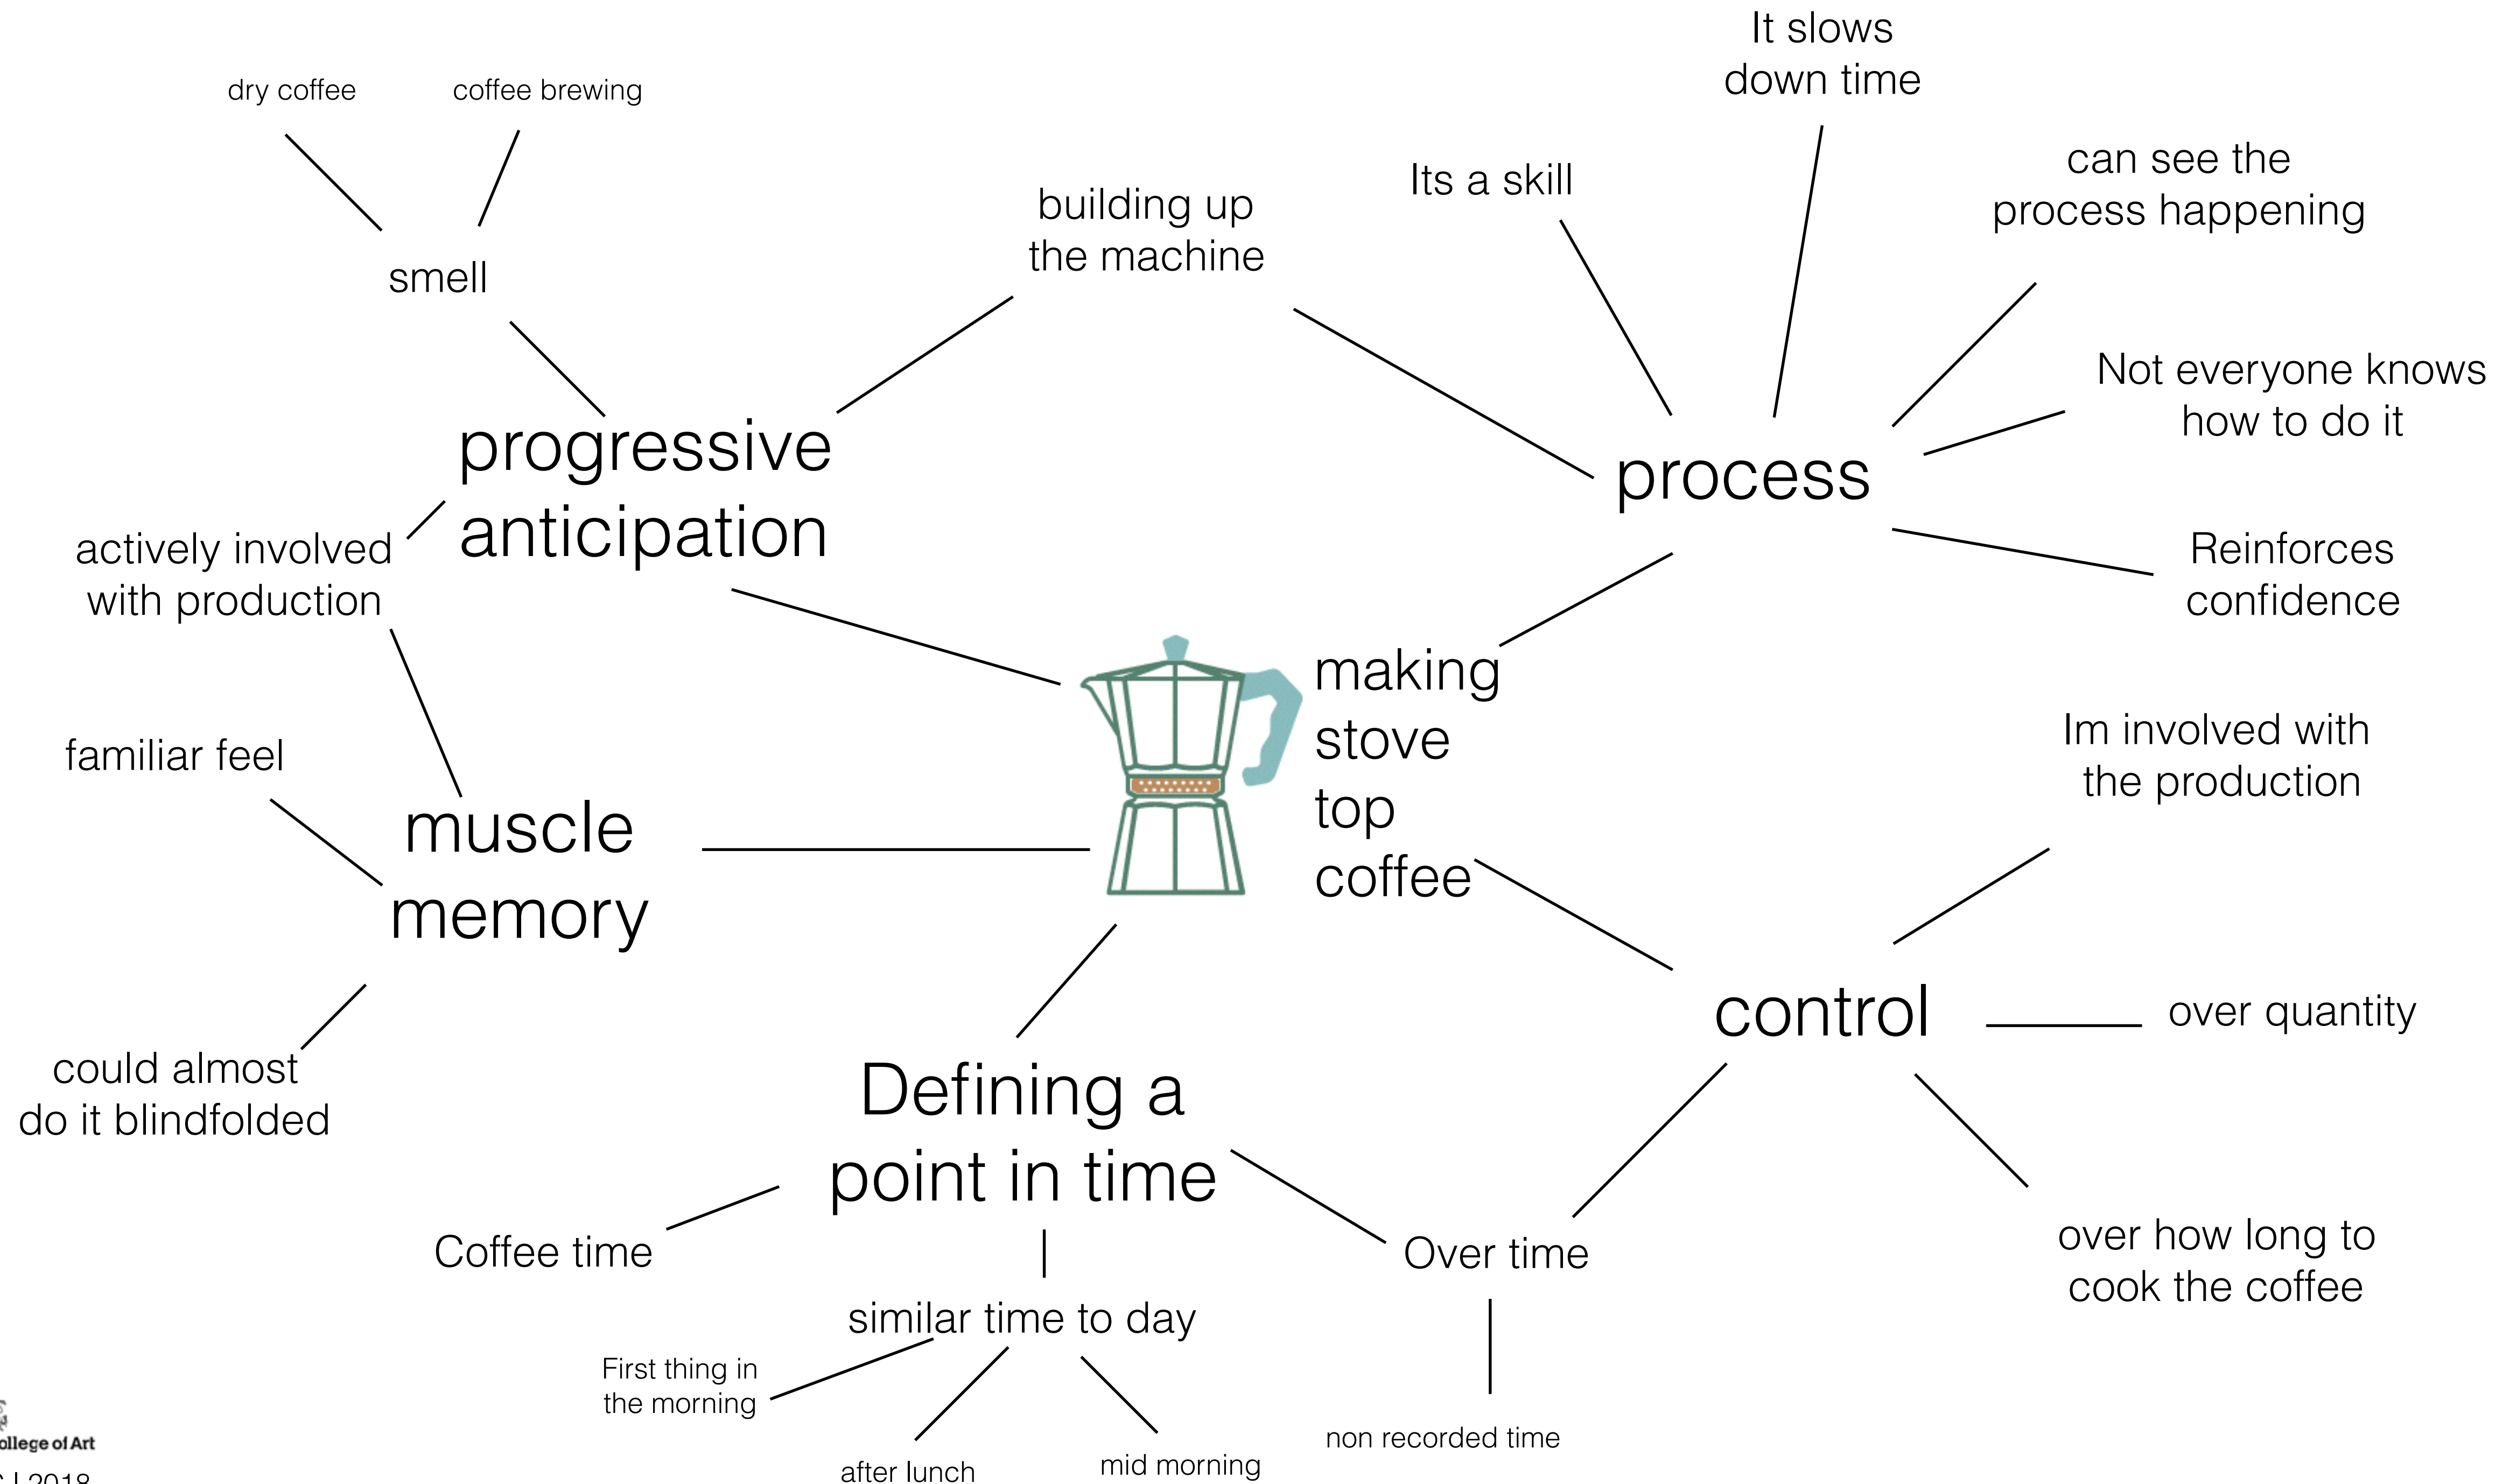 It slows
down time
dry coffee
coffee brewing
Its a skill
can see the
process happening
building up
the machine
smell
Not everyone knows
how to do it
progressive
anticipation
process
actively involved
with production
Reinforces
confidence
making
stove
top
coffee
Im involved with
the production
familiar feel
muscle
memory
control
over quantity
could almost
do it blindfolded
Defining a
point in time
Coffee time
Over time
over how long to
cook the coffee
similar time to day
First thing in
the morning
after lunch
mid morning
non recorded time
of Art
| 2018